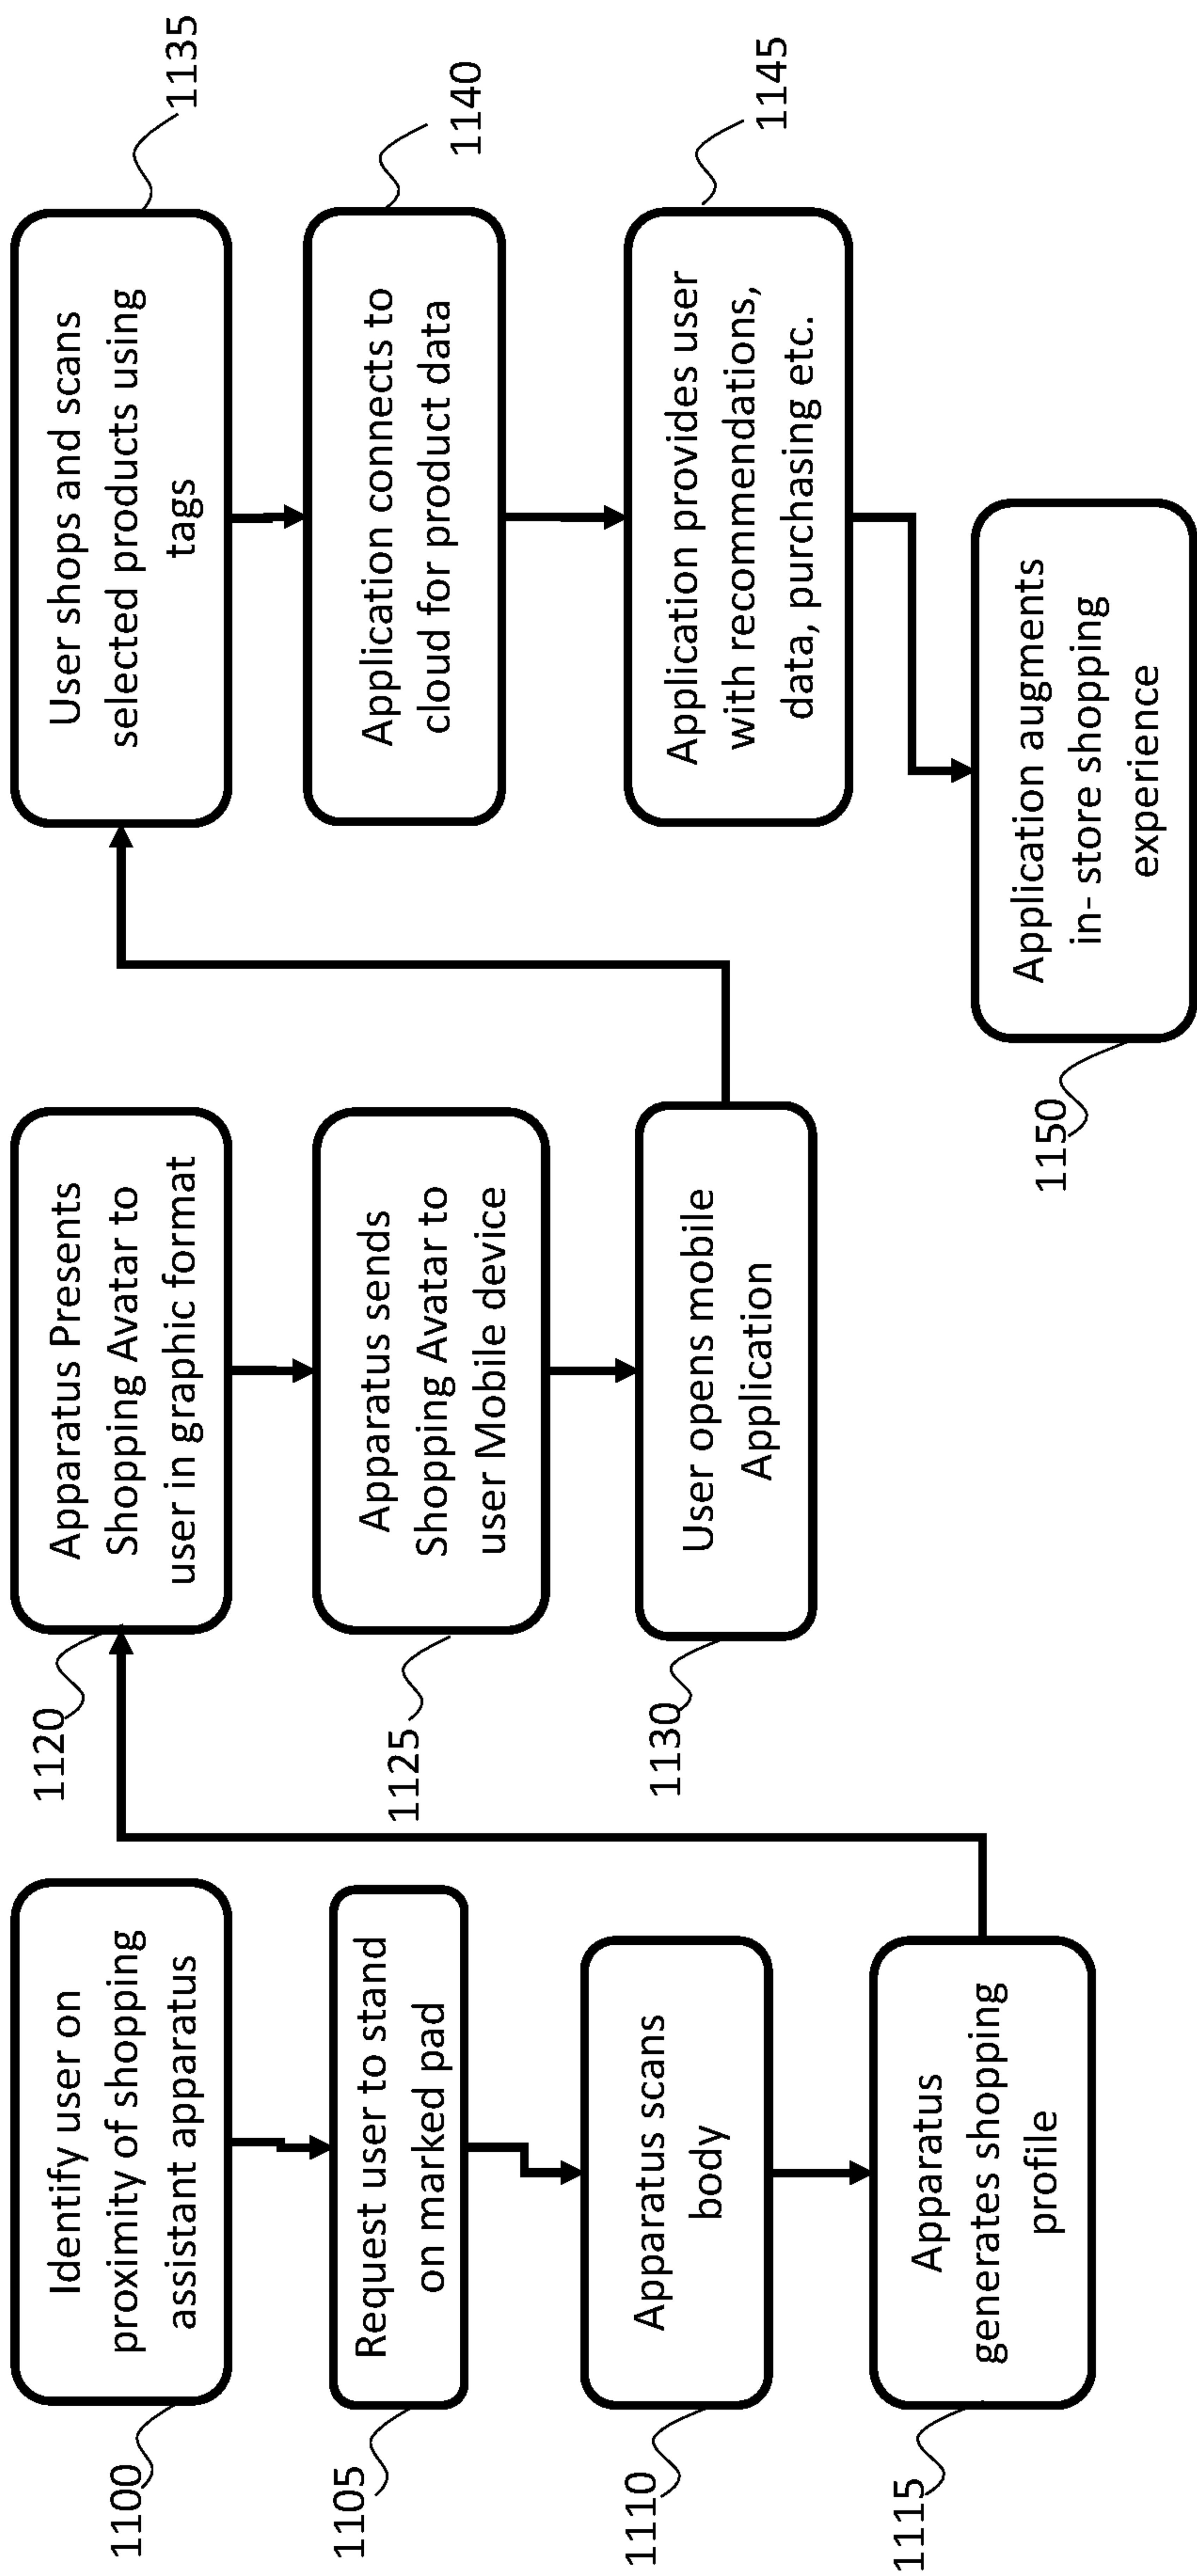 1100
Identify user on
proximity of shopping
assistant apparatus
1105
Request user to stand
on marked pad
1110
Apparatus scans
body
1115
Apparatus
generates shopping
profile
1120
Apparatus Presents
Shopping Avatar to
user in graphic format
1125
Apparatus sends
Shopping Avatar to
user Mobile device
1130
User opens mobile
Application
1135
User shops and scans
selected products using
tags
1140
Application connects to
cloud for product data
1145
Application provides user
with recommendations,
data, purchasing etc.
1150
Application augments
in- store shopping
experience